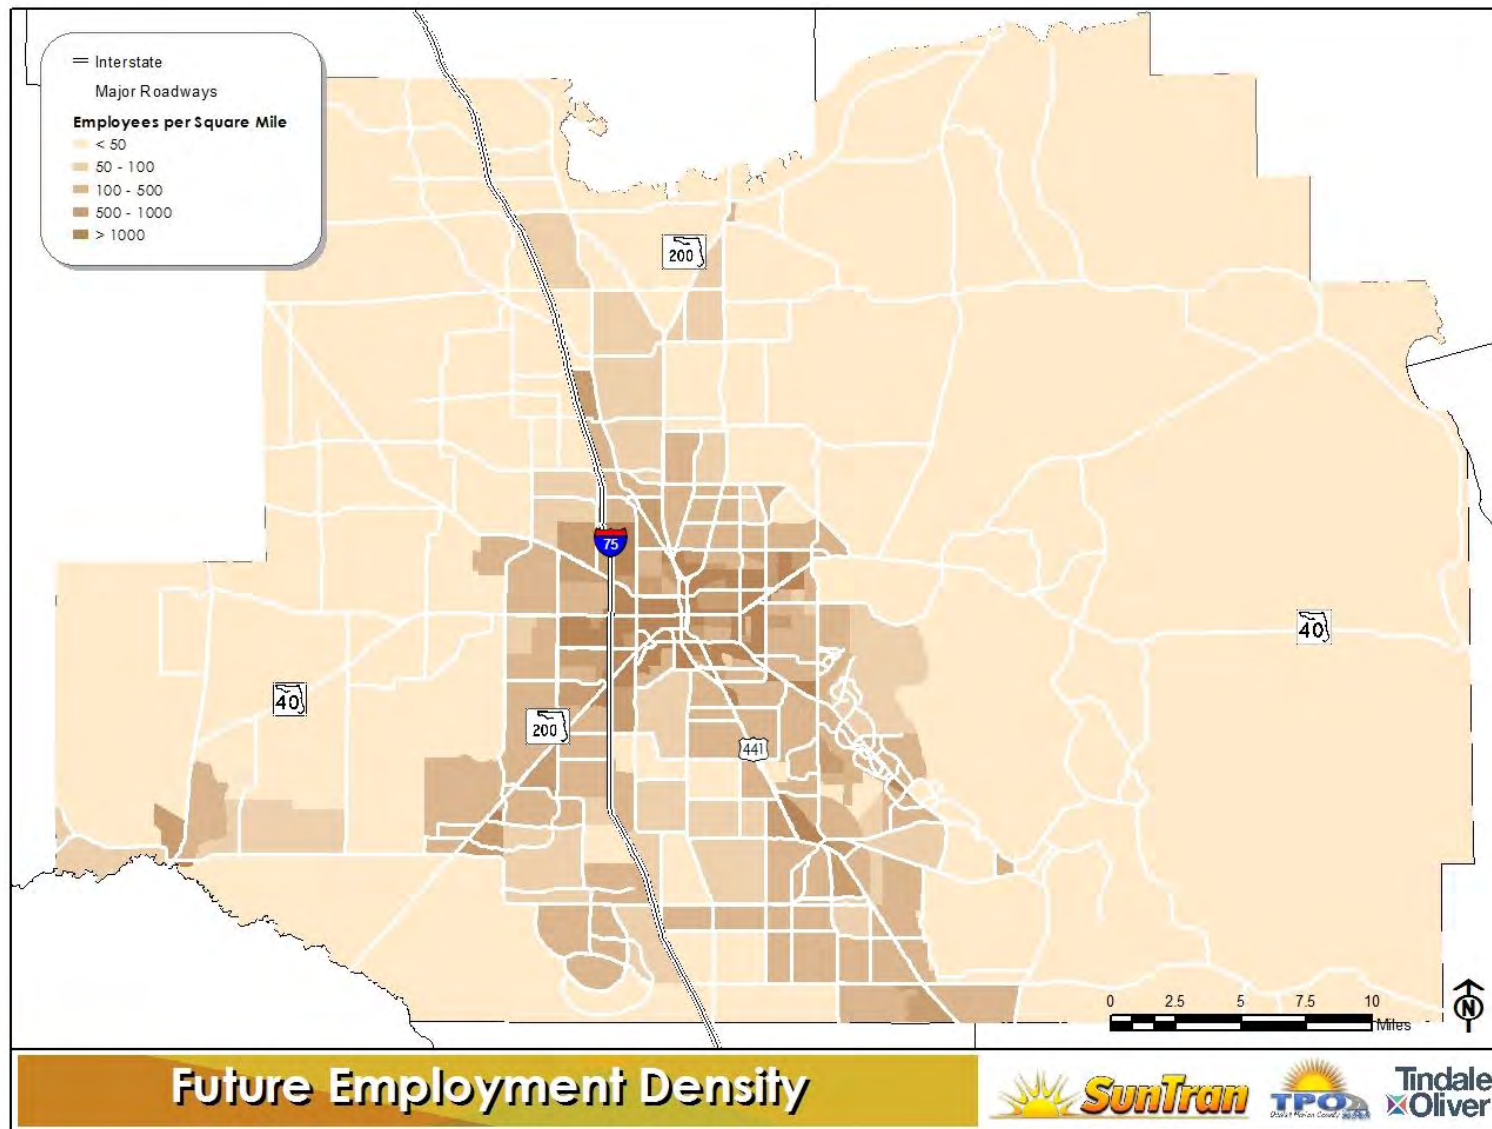 Interstate
Major Roadways
Employees per Square Mile
< 50
50 - 100
100 - 500
500 - 1000
> 1000
200
75
40
40
200
441
0 2.5 5 7.5 10
Miles
N
Future Employment Density
SunTran
TPO
Tindale
Oliver